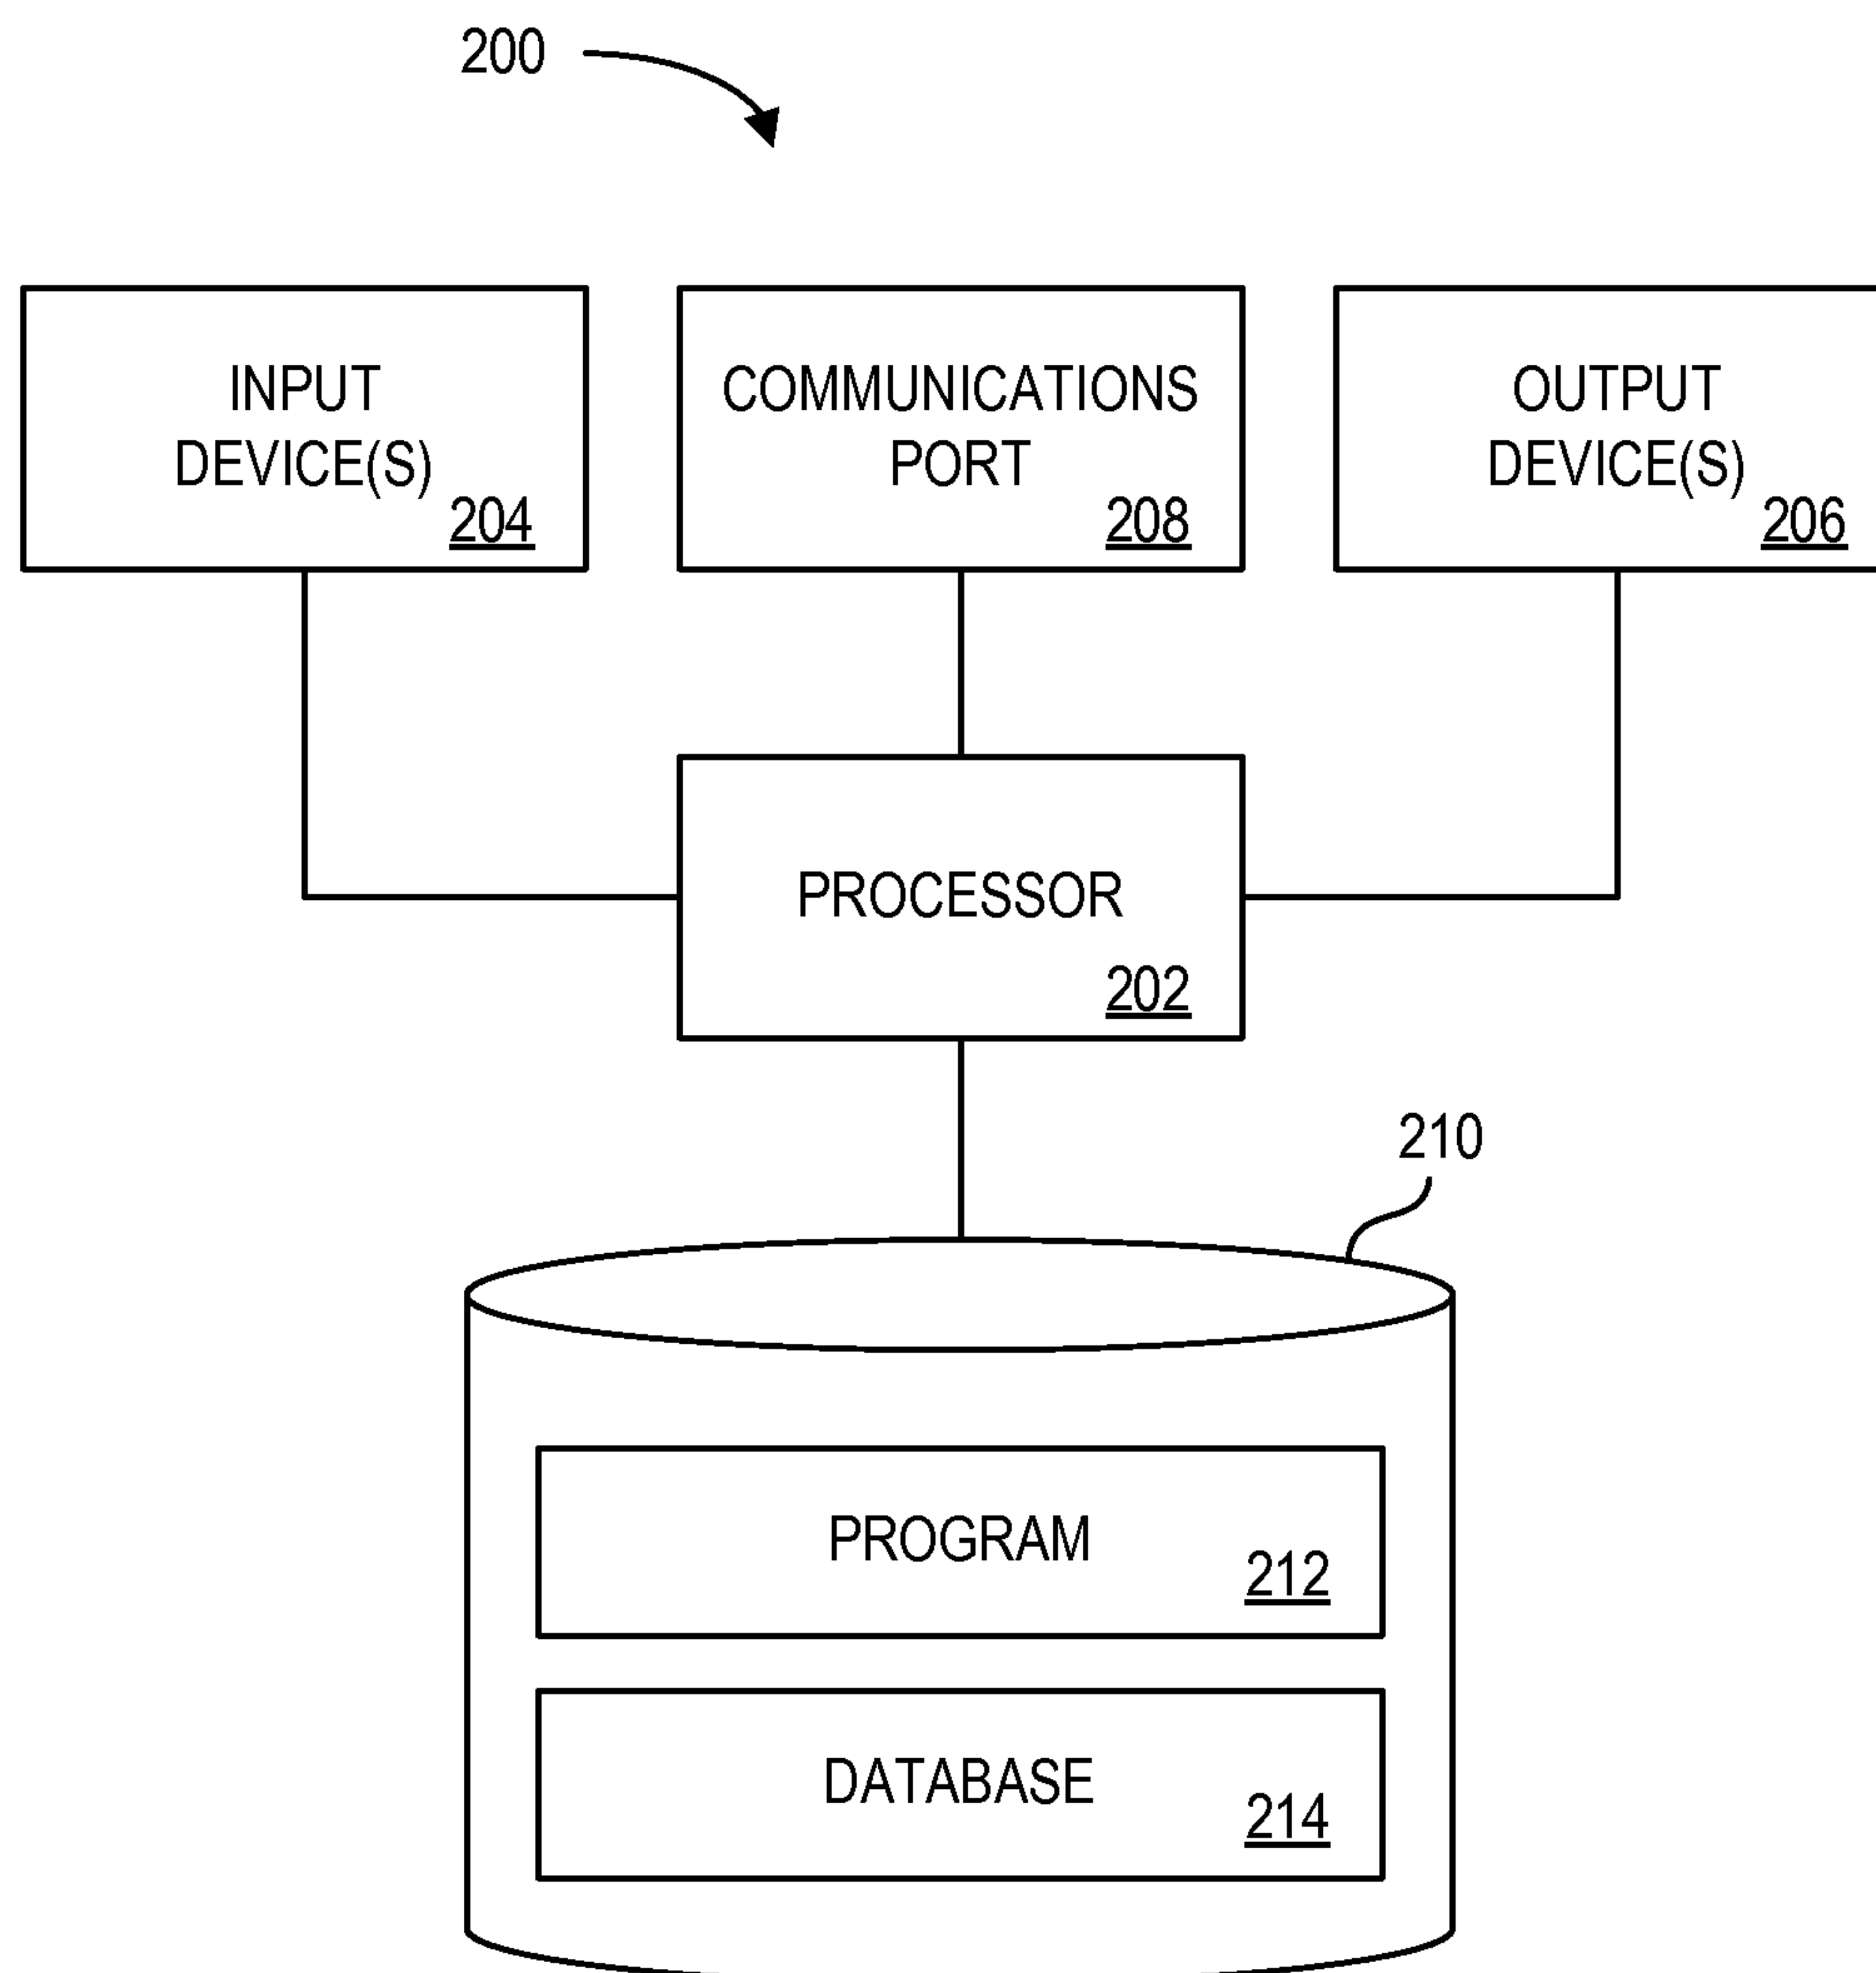 200
INPUT
DEVICE(S)
204
COMMUNICATIONS
PORT
208
OUTPUT
DEVICE(S)
206
PROCESSOR
202
210
PROGRAM
212
DATABASE
214